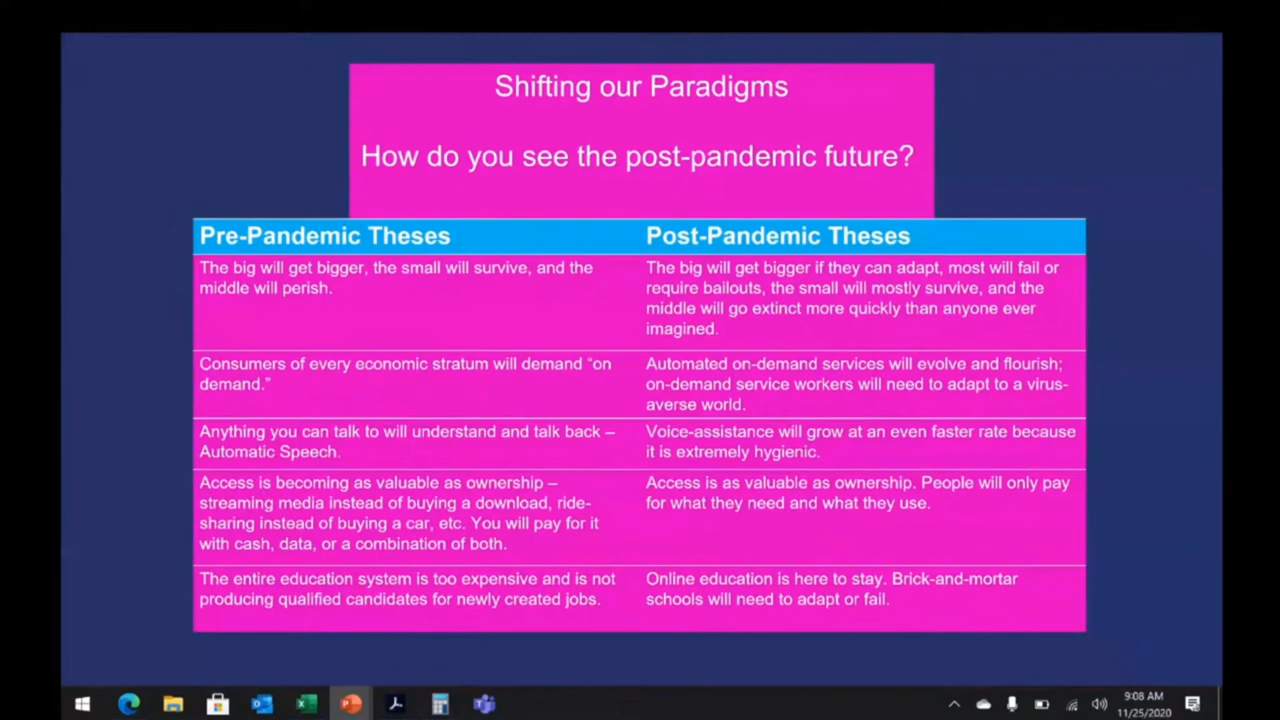 Shifting our Paradigms
How do you see the post-pandemic future?
Pre-Pandemic Theses
Post-Pandemic Theses
The big will get bigger, the small will survive, and the
middle will perish.
The big will get bigger if they can adapt, most will fail or
require bailouts, the small will mostly survive, and the
middle will go extinct more quickly than anyone ever
imagined.
Consumers of every economic stratum will demand “on
demand.”
Automated on-demand services will evolve and flourish;
on-demand service workers will need to adapt to a virus-
averse world.
Anything you can talk to will understand and talk back –
Automatic Speech.
Voice-assistance will grow at an even faster rate because
it is extremely hygienic.
Access is becoming as valuable as ownership –
streaming media instead of buying a download, ride-
sharing instead of buying a car, etc. You will pay for it
with cash, data, or a combination of both.
Access is as valuable as ownership. People will only pay
for what they need and what they use.
The entire education system is too expensive and is not
producing qualified candidates for newly created jobs.
Online education is here to stay. Brick-and-mortar
schools will need to adapt or fail.
9:08 AM
11/25/2020